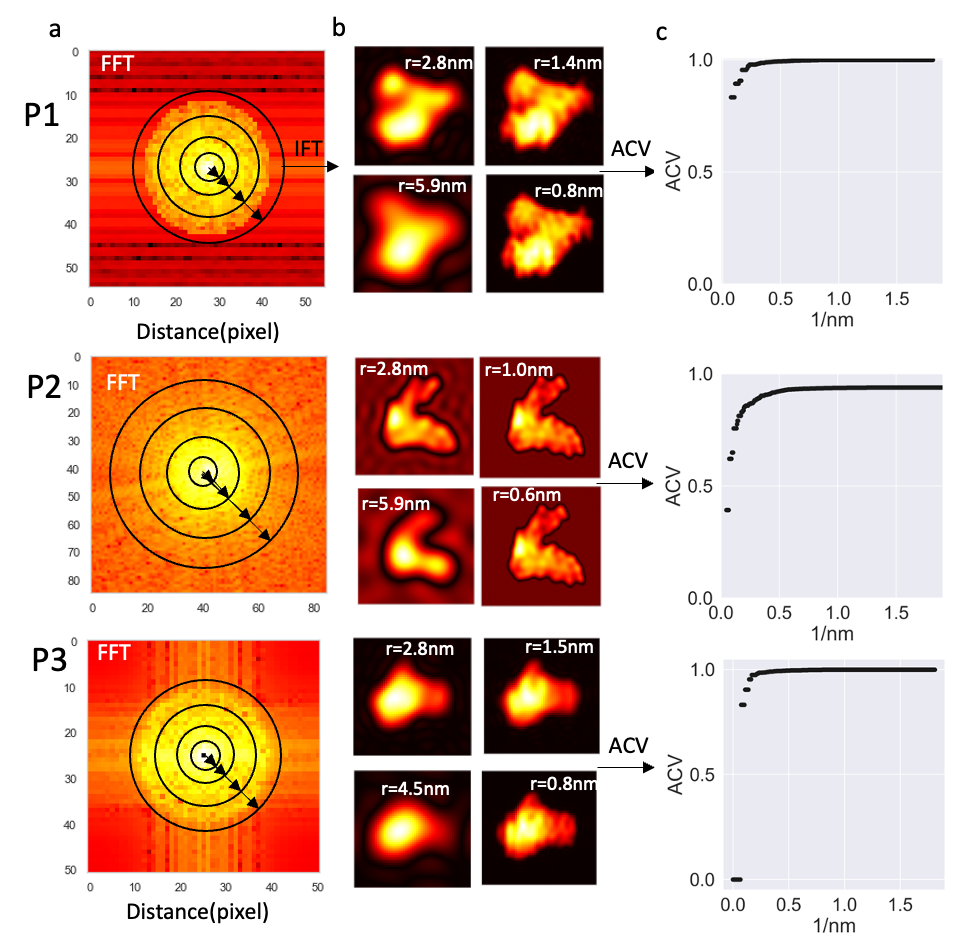 a
b
c
P1
FFT
0
10
20
30
40
50
0
10
20
30
40
50
Distance(pixel)
IFT
r=2.8nm
r=1.4nm
r=5.9nm
r=0.8nm
ACV
ACV
1.0
0.5
0.0
0.0
0.5
1.0
1.5
1/nm
P2
FFT
0
10
20
30
40
50
60
70
80
0
20
40
60
80
r=2.8nm
r=1.0nm
r=5.9nm
r=0.6nm
ACV
ACV
1.0
0.5
0.0
0.0
0.5
1.0
1.5
1/nm
P3
FFT
0
10
20
30
40
50
0
10
20
30
40
50
Distance(pixel)
r=2.8nm
r=1.5nm
r=4.5nm
r=0.8nm
ACV
ACV
1.0
0.5
0.0
0.0
0.5
1.0
1.5
1/nm